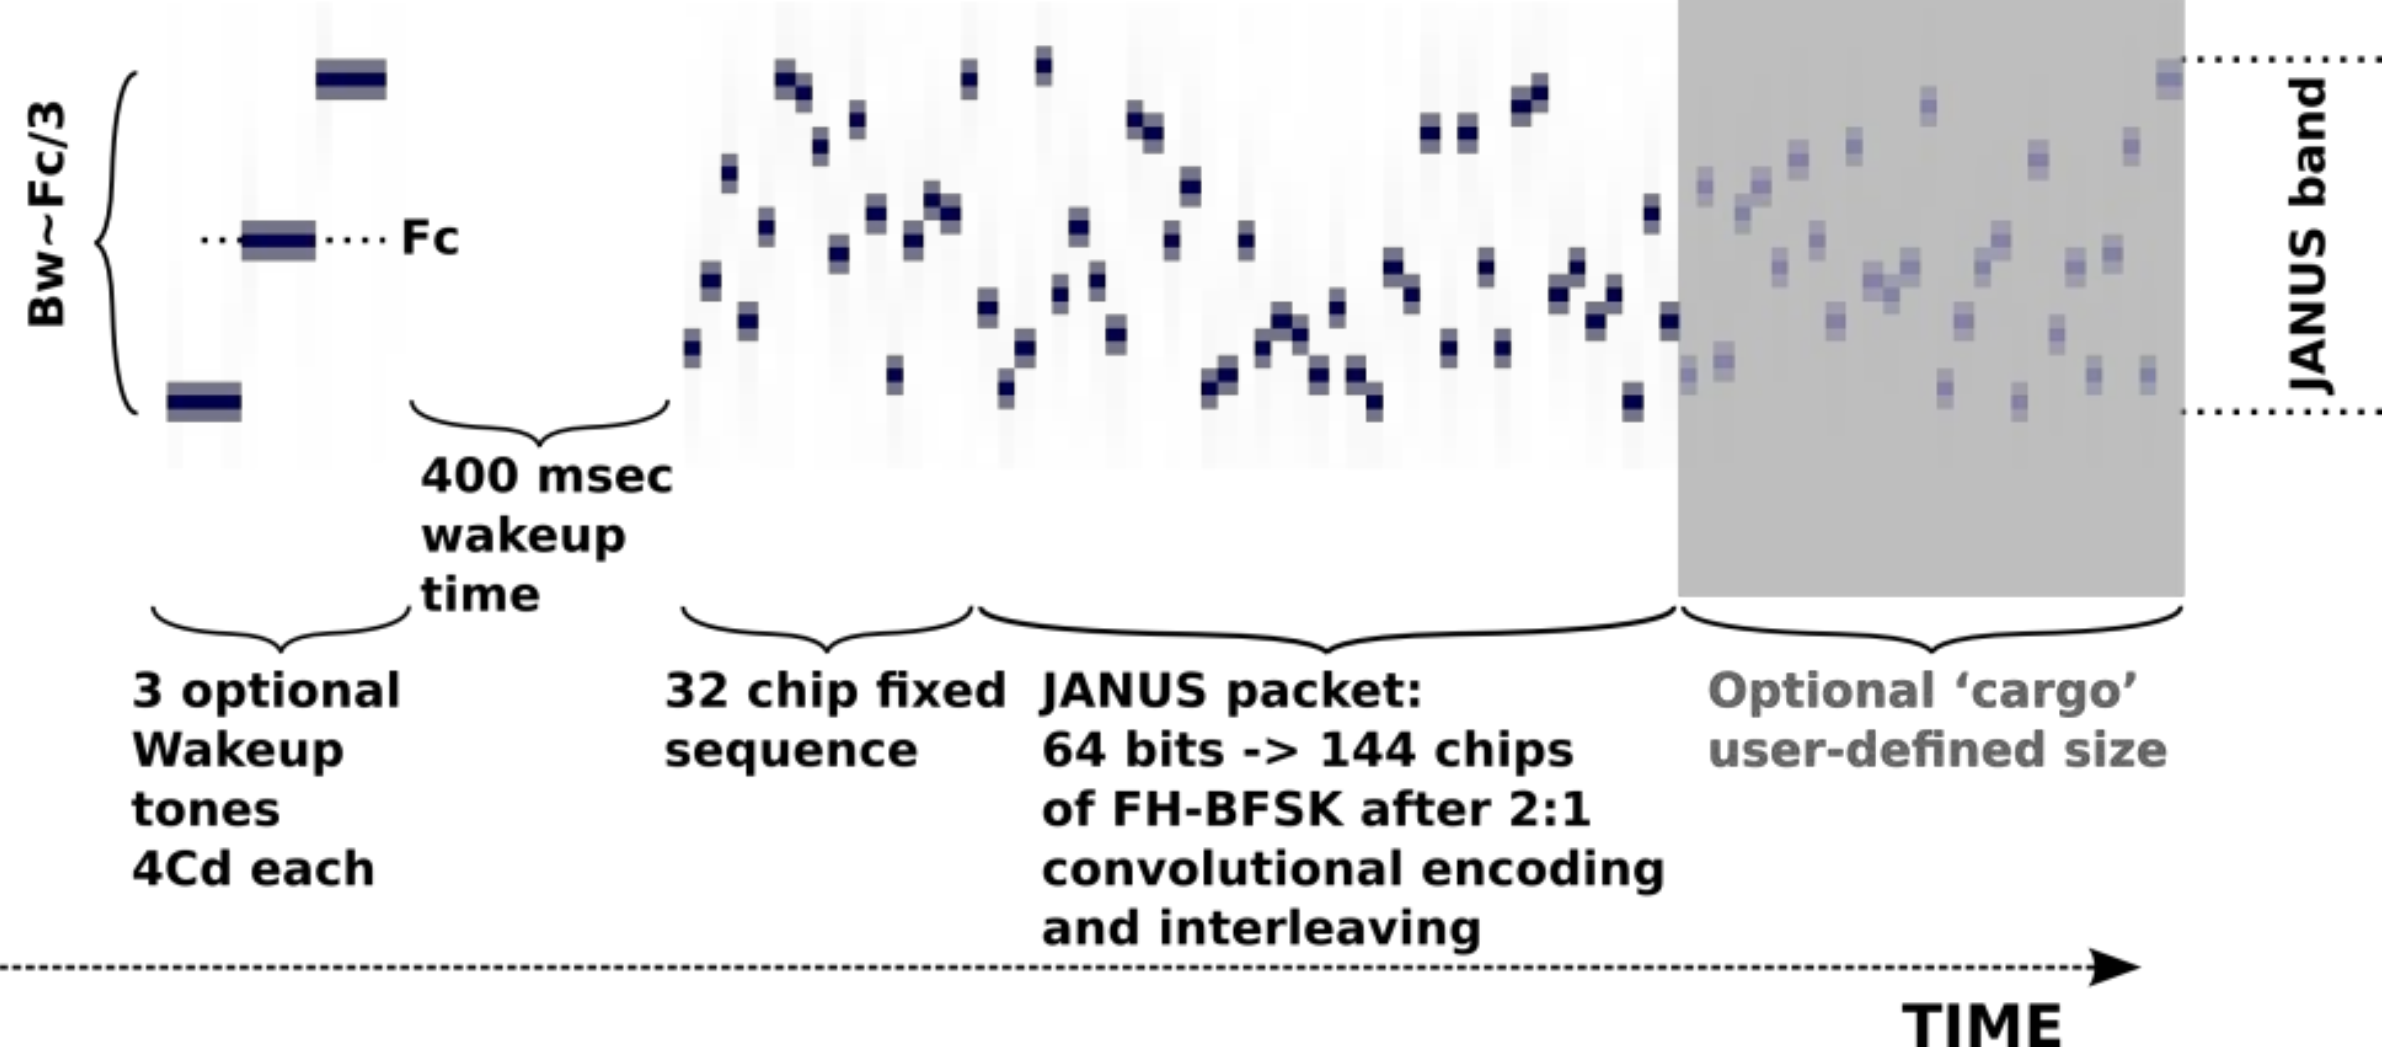 Bw~Fc/3
Fc
JANUS band
400 msec
wakeup
time
3 optional
Wakeup
tones
4Cd each
32 chip fixed
sequence
JANUS packet:
64 bits -> 144 chips
of FH-BFSK after 2:1
convolutional encoding
and interleaving
Optional ‘cargo’
user-defined size
TIME